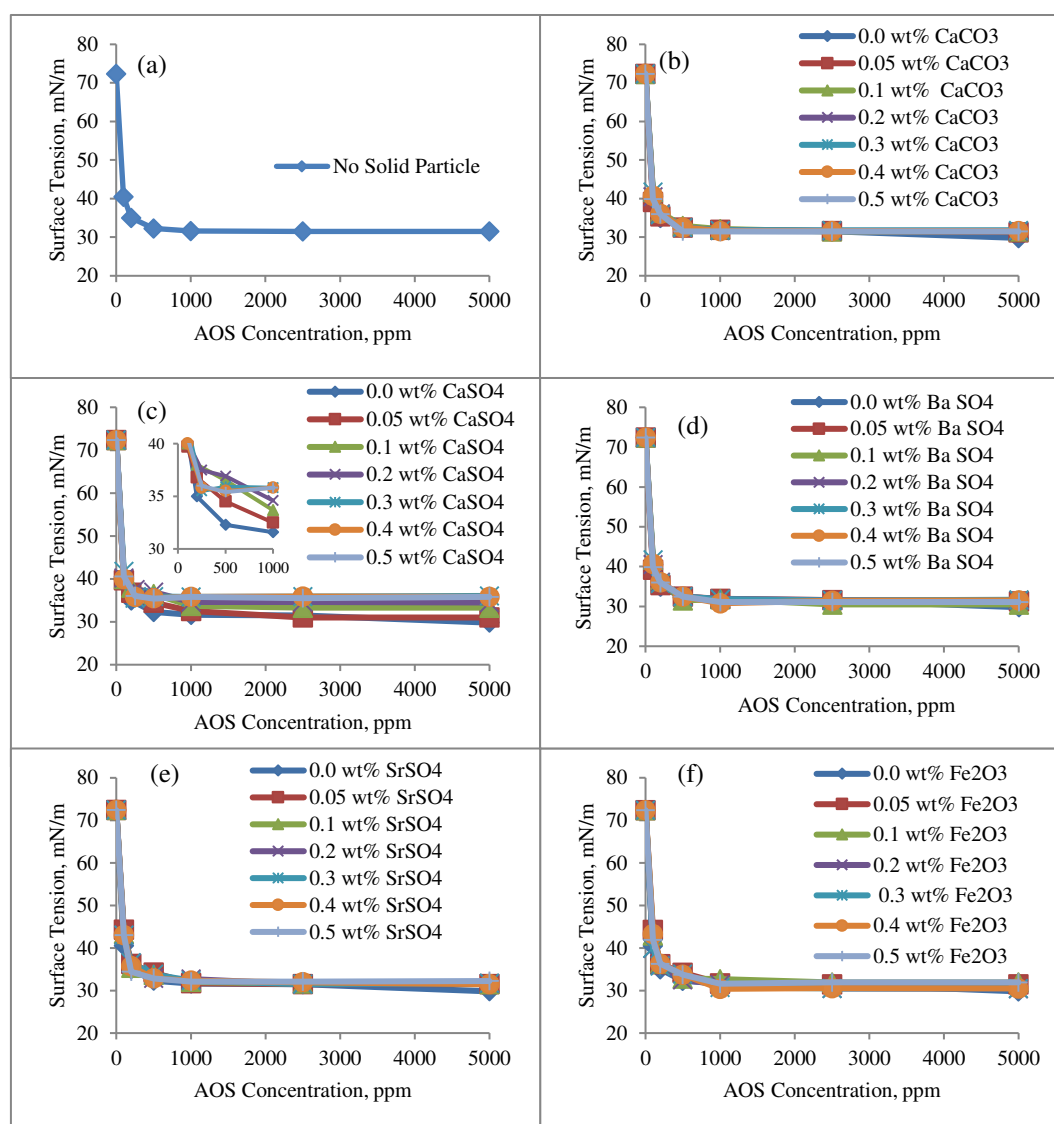 (a)
80
70
60
50
40
30
20
Surface Tension, mN/m
No Solid Particle
0 1000 2000 3000 4000 5000
AOS Concentration, ppm
(b)
80
70
60
50
40
30
20
Surface Tension, mN/m
0.0 wt% CaCO3
0.05 wt% CaCO3
0.1 wt% CaCO3
0.2 wt% CaCO3
0.3 wt% CaCO3
0.4 wt% CaCO3
0.5 wt% CaCO3
0 1000 2000 3000 4000 5000
AOS Concentration, ppm
(c)
80
70
60
50
40
30
20
Surface Tension, mN/m
40
35
30
0 500 1000
0.0 wt% CaSO4
0.05 wt% CaSO4
0.1 wt% CaSO4
0.2 wt% CaSO4
0.3 wt% CaSO4
0.4 wt% CaSO4
0.5 wt% CaSO4
0 1000 2000 3000 4000 5000
AOS Concentration, ppm
(d)
80
70
60
50
40
30
20
Surface Tension, mN/m
0.0 wt% Ba SO4
0.05 wt% Ba SO4
0.1 wt% Ba SO4
0.2 wt% Ba SO4
0.3 wt% Ba SO4
0.4 wt% Ba SO4
0.5 wt% Ba SO4
0 1000 2000 3000 4000 5000
AOS Concentration, ppm
(e)
80
70
60
50
40
30
20
Surface Tension, mN/m
0.0 wt% SrSO4
0.05 wt% SrSO4
0.1 wt% SrSO4
0.2 wt% SrSO4
0.3 wt% SrSO4
0.4 wt% SrSO4
0.5 wt% SrSO4
0 1000 2000 3000 4000 5000
AOS Concentration, ppm
(f)
80
70
60
50
40
30
20
Surface Tension, mN/m
0.0 wt% Fe2O3
0.05 wt% Fe2O3
0.1 wt% Fe2O3
0.2 wt% Fe2O3
0.3 wt% Fe2O3
0.4 wt% Fe2O3
0.5 wt% Fe2O3
0 1000 2000 3000 4000 5000
AOS Concentration, ppm